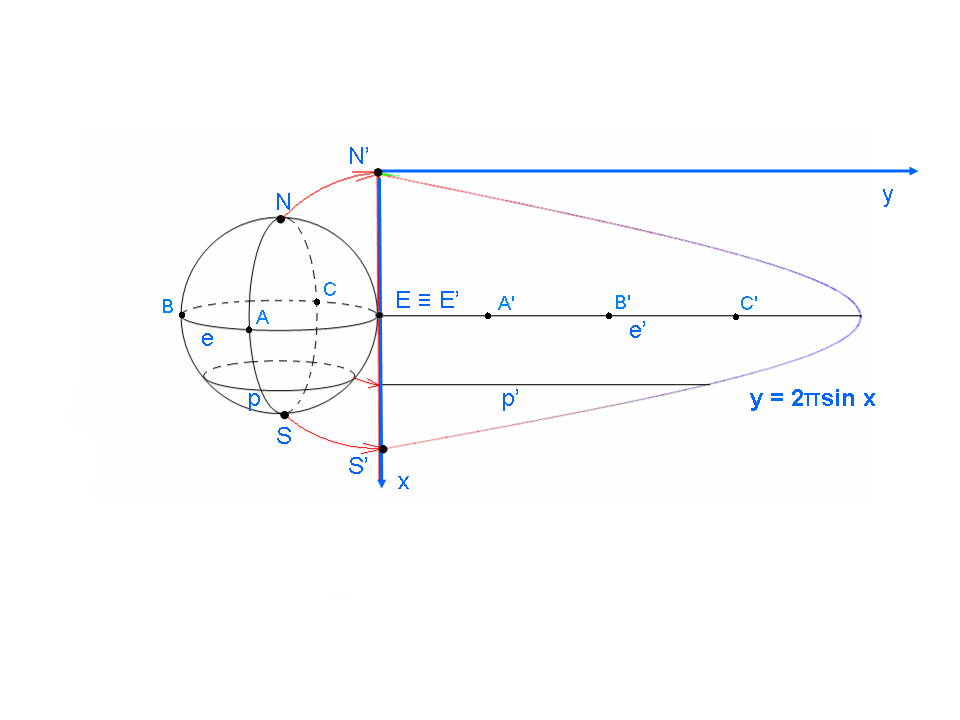 N’
y
N
C
B
A
E ≡ E’
A'
B'
C'
e
e’
p
p’
y = 2πsin x
S
S’
x